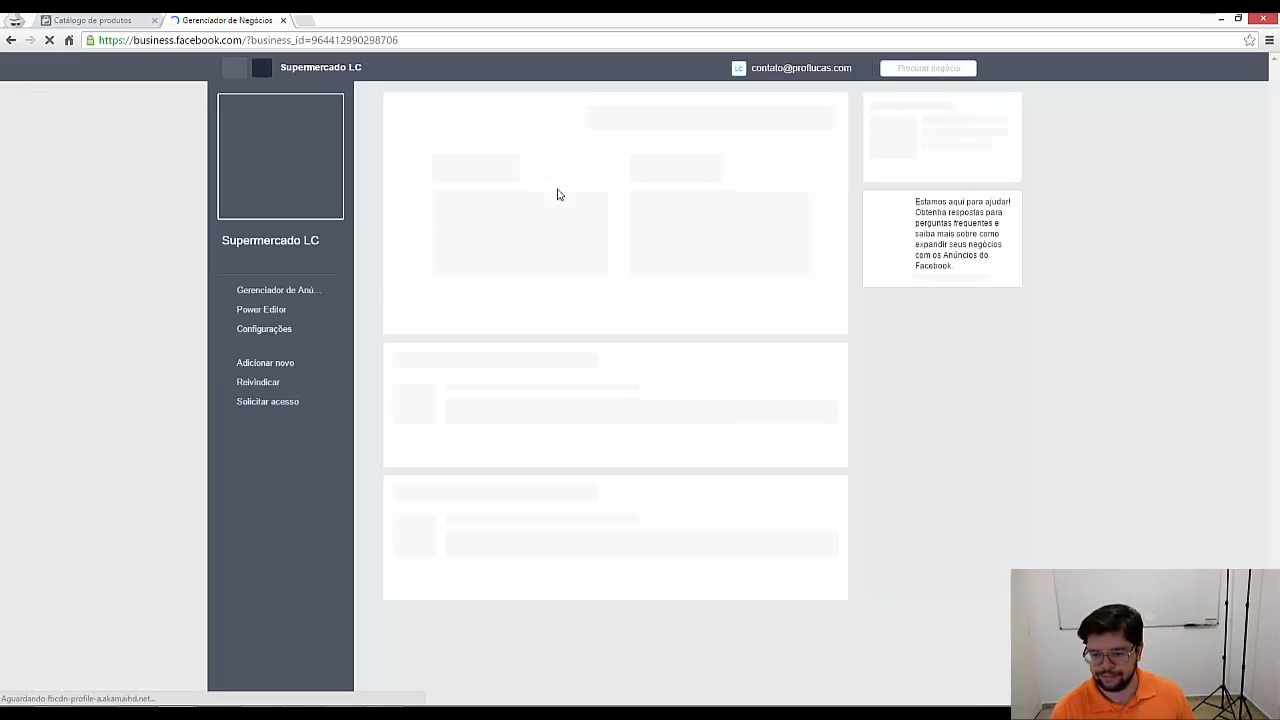 Catálogo de produtos
Gerenciador de Negócios
https://business.facebook.com/?business_id=964412990298706
Supermercado LC
LC
contato@proflucas.com
Procurar negócio
Supermercado LC
Gerenciador de Anú...
Power Editor
Configurações
Adicionar novo
Reivindicar
Solicitar acesso
Estamos aqui para ajudar!
Obtenha respostas para
perguntas frequentes e
saiba mais sobre como
expandir seus negócios
com os Anúncios do
Facebook.
Aguardando fbcdn-profile-a.akamaihd.net...